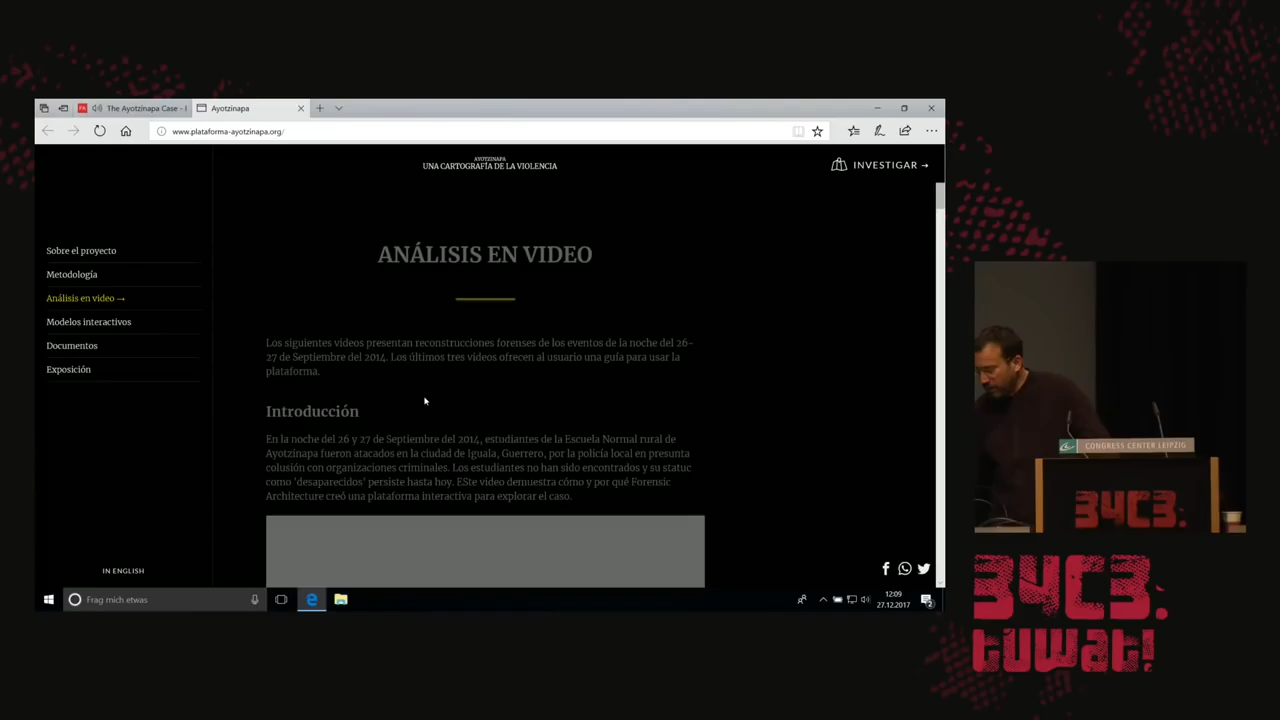 The Ayotzinapa Case -
Ayotzinapa
www.plataforma-ayotzinapa.org/
AYOTZINAPA
UNA CARTOGRAFÍA DE LA VIOLENCIA
INVESTIGAR →
Sobre el proyecto
Metodología
Análisis en video →
Modelos interactivos
Documentos
Exposición
IN ENGLISH
ANÁLISIS EN VIDEO
Los siguientes videos presentan reconstrucciones forenses de los eventos de la noche del 26-
27 de Septiembre del 2014. Los últimos tres videos ofrecen al usuario una guía para usar la
plataforma.
Introducción
En la noche del 26 y 27 de Septiembre del 2014, estudiantes de la Escuela Normal rural de
Ayotzinapa fueron atacados en la ciudad de Iguala, Guerrero, por la policía local en presunta
colusión con organizaciones criminales. Los estudiantes no han sido encontrados y su statuc
como 'desaparecidos' persiste hasta hoy. ESte video demuestra cómo y por qué Forensic
Architecture creó una plataforma interactiva para explorar el caso.
Frag mich etwas
12:09
27.12.2017
2
CONGRESS CENTER LEIPZIG
34C3.
34C3.
tuwat!